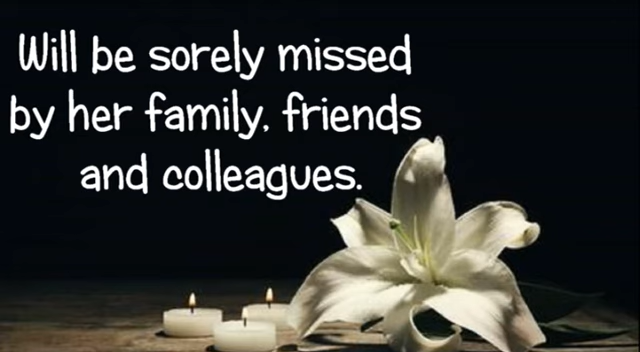 Will be sorely missed
by her family, friends
and colleagues.